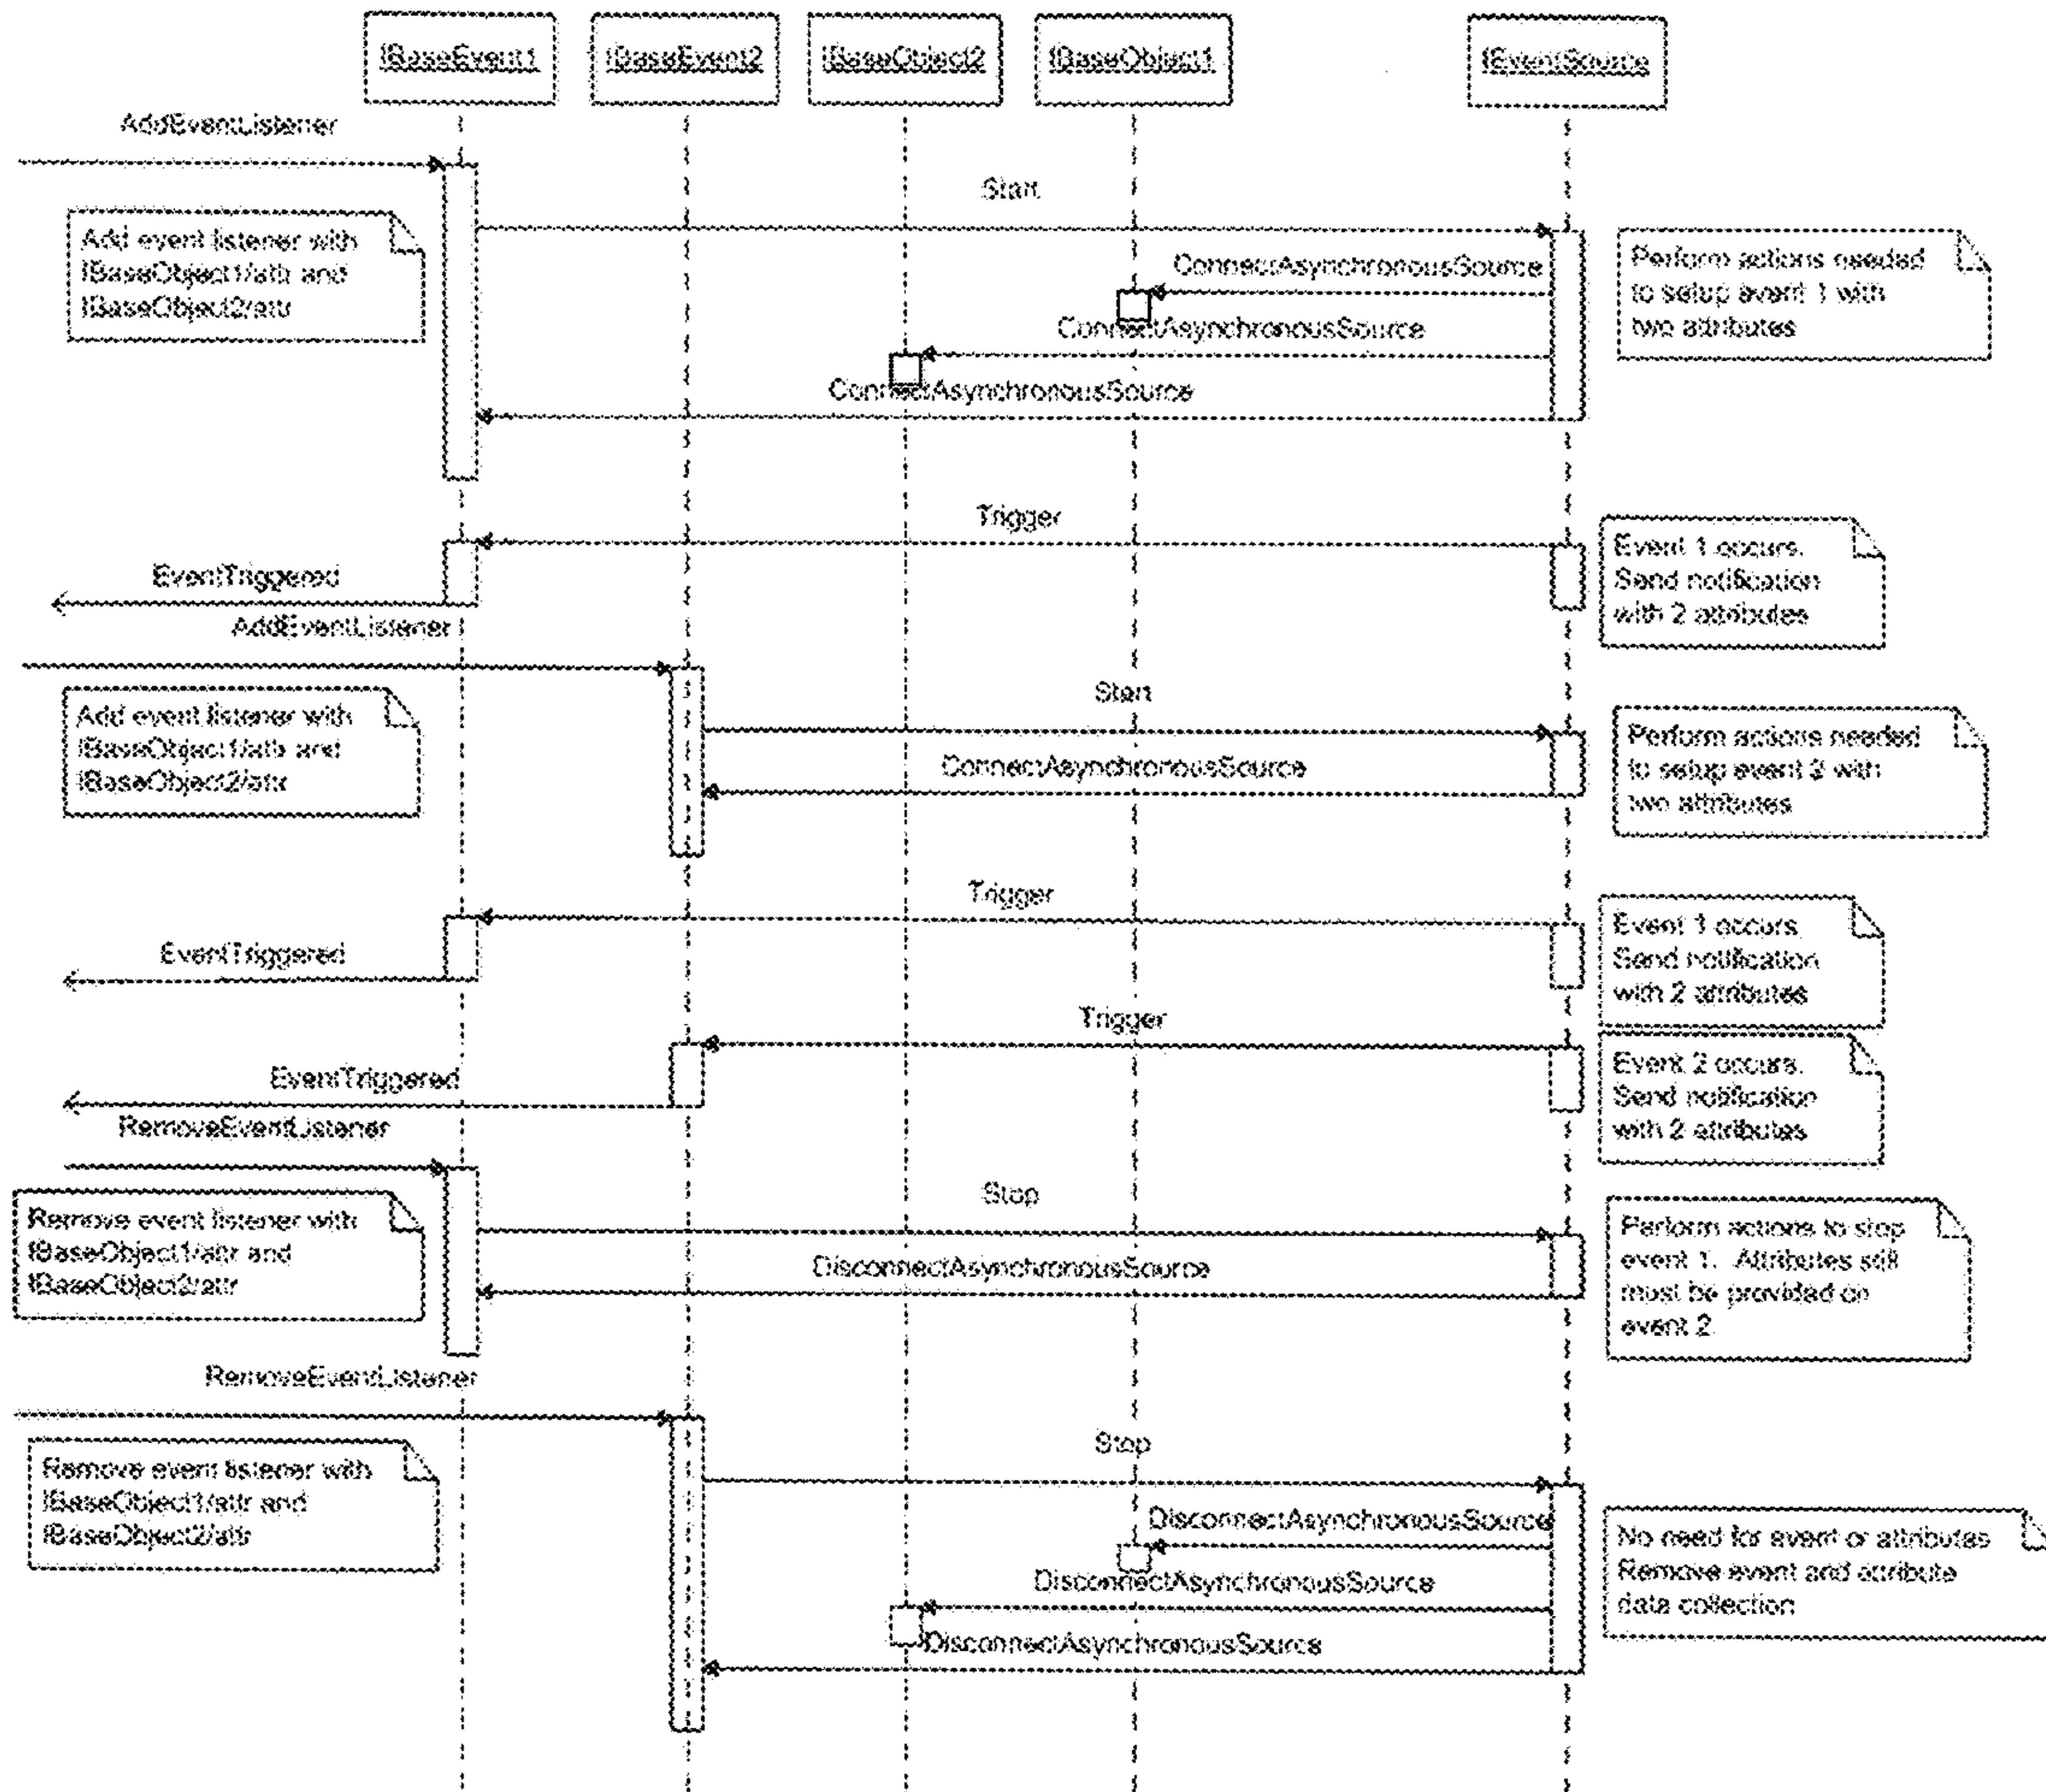 IBaseEvent1
IBaseEvent2
IBaseObject2
IBaseObject1
IEventSource
AddEventListener
Start
Add event listener with
IBaseObject1/attr and
IBaseObject2/attr
ConnectAsynchronousSource
Perform actions needed
to setup event 1 with
two attributes
ConnectAsynchronousSource
ConnectAsynchronousSource
Trigger
Event 1 occurs.
Send notification
with 2 attributes
EventTriggered
AddEventListener
Start
Add event listener with
IBaseObject1/attr and
IBaseObject2/attr
Perform actions needed
to setup event 2 with
two attributes
ConnectAsynchronousSource
Trigger
Event 1 occurs
Send notification
with 2 attributes
EventTriggered
Trigger
Event 2 occurs.
Send notification
with 2 attributes
EventTriggered
RemoveEventListener
Stop
Remove event listener with
IBaseObject1/attr and
IBaseObject2/attr
Perform actions to stop
event 1. Attributes still
must be provided on
event 2
DisconnectAsynchronousSource
RemoveEventListener
Stop
Remove event listener with
IBaseObject1/attr and
IBaseObject2/attr
DisconnectAsynchronousSource
No need for event or attributes
Remove event and attribute
data collection
DisconnectAsynchronousSource
DisconnectAsynchronousSource